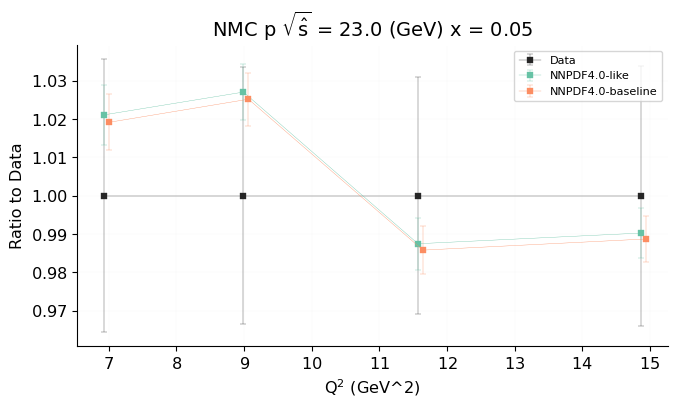 NMC p √ŝ = 23.0 (GeV) x = 0.05
Data
NNPDF4.0-like
NNPDF4.0-baseline
Ratio to Data
1.03
1.02
1.01
1.00
0.99
0.98
0.97
7 8 9 10 11 12 13 14 15
Q² (GeV^2)